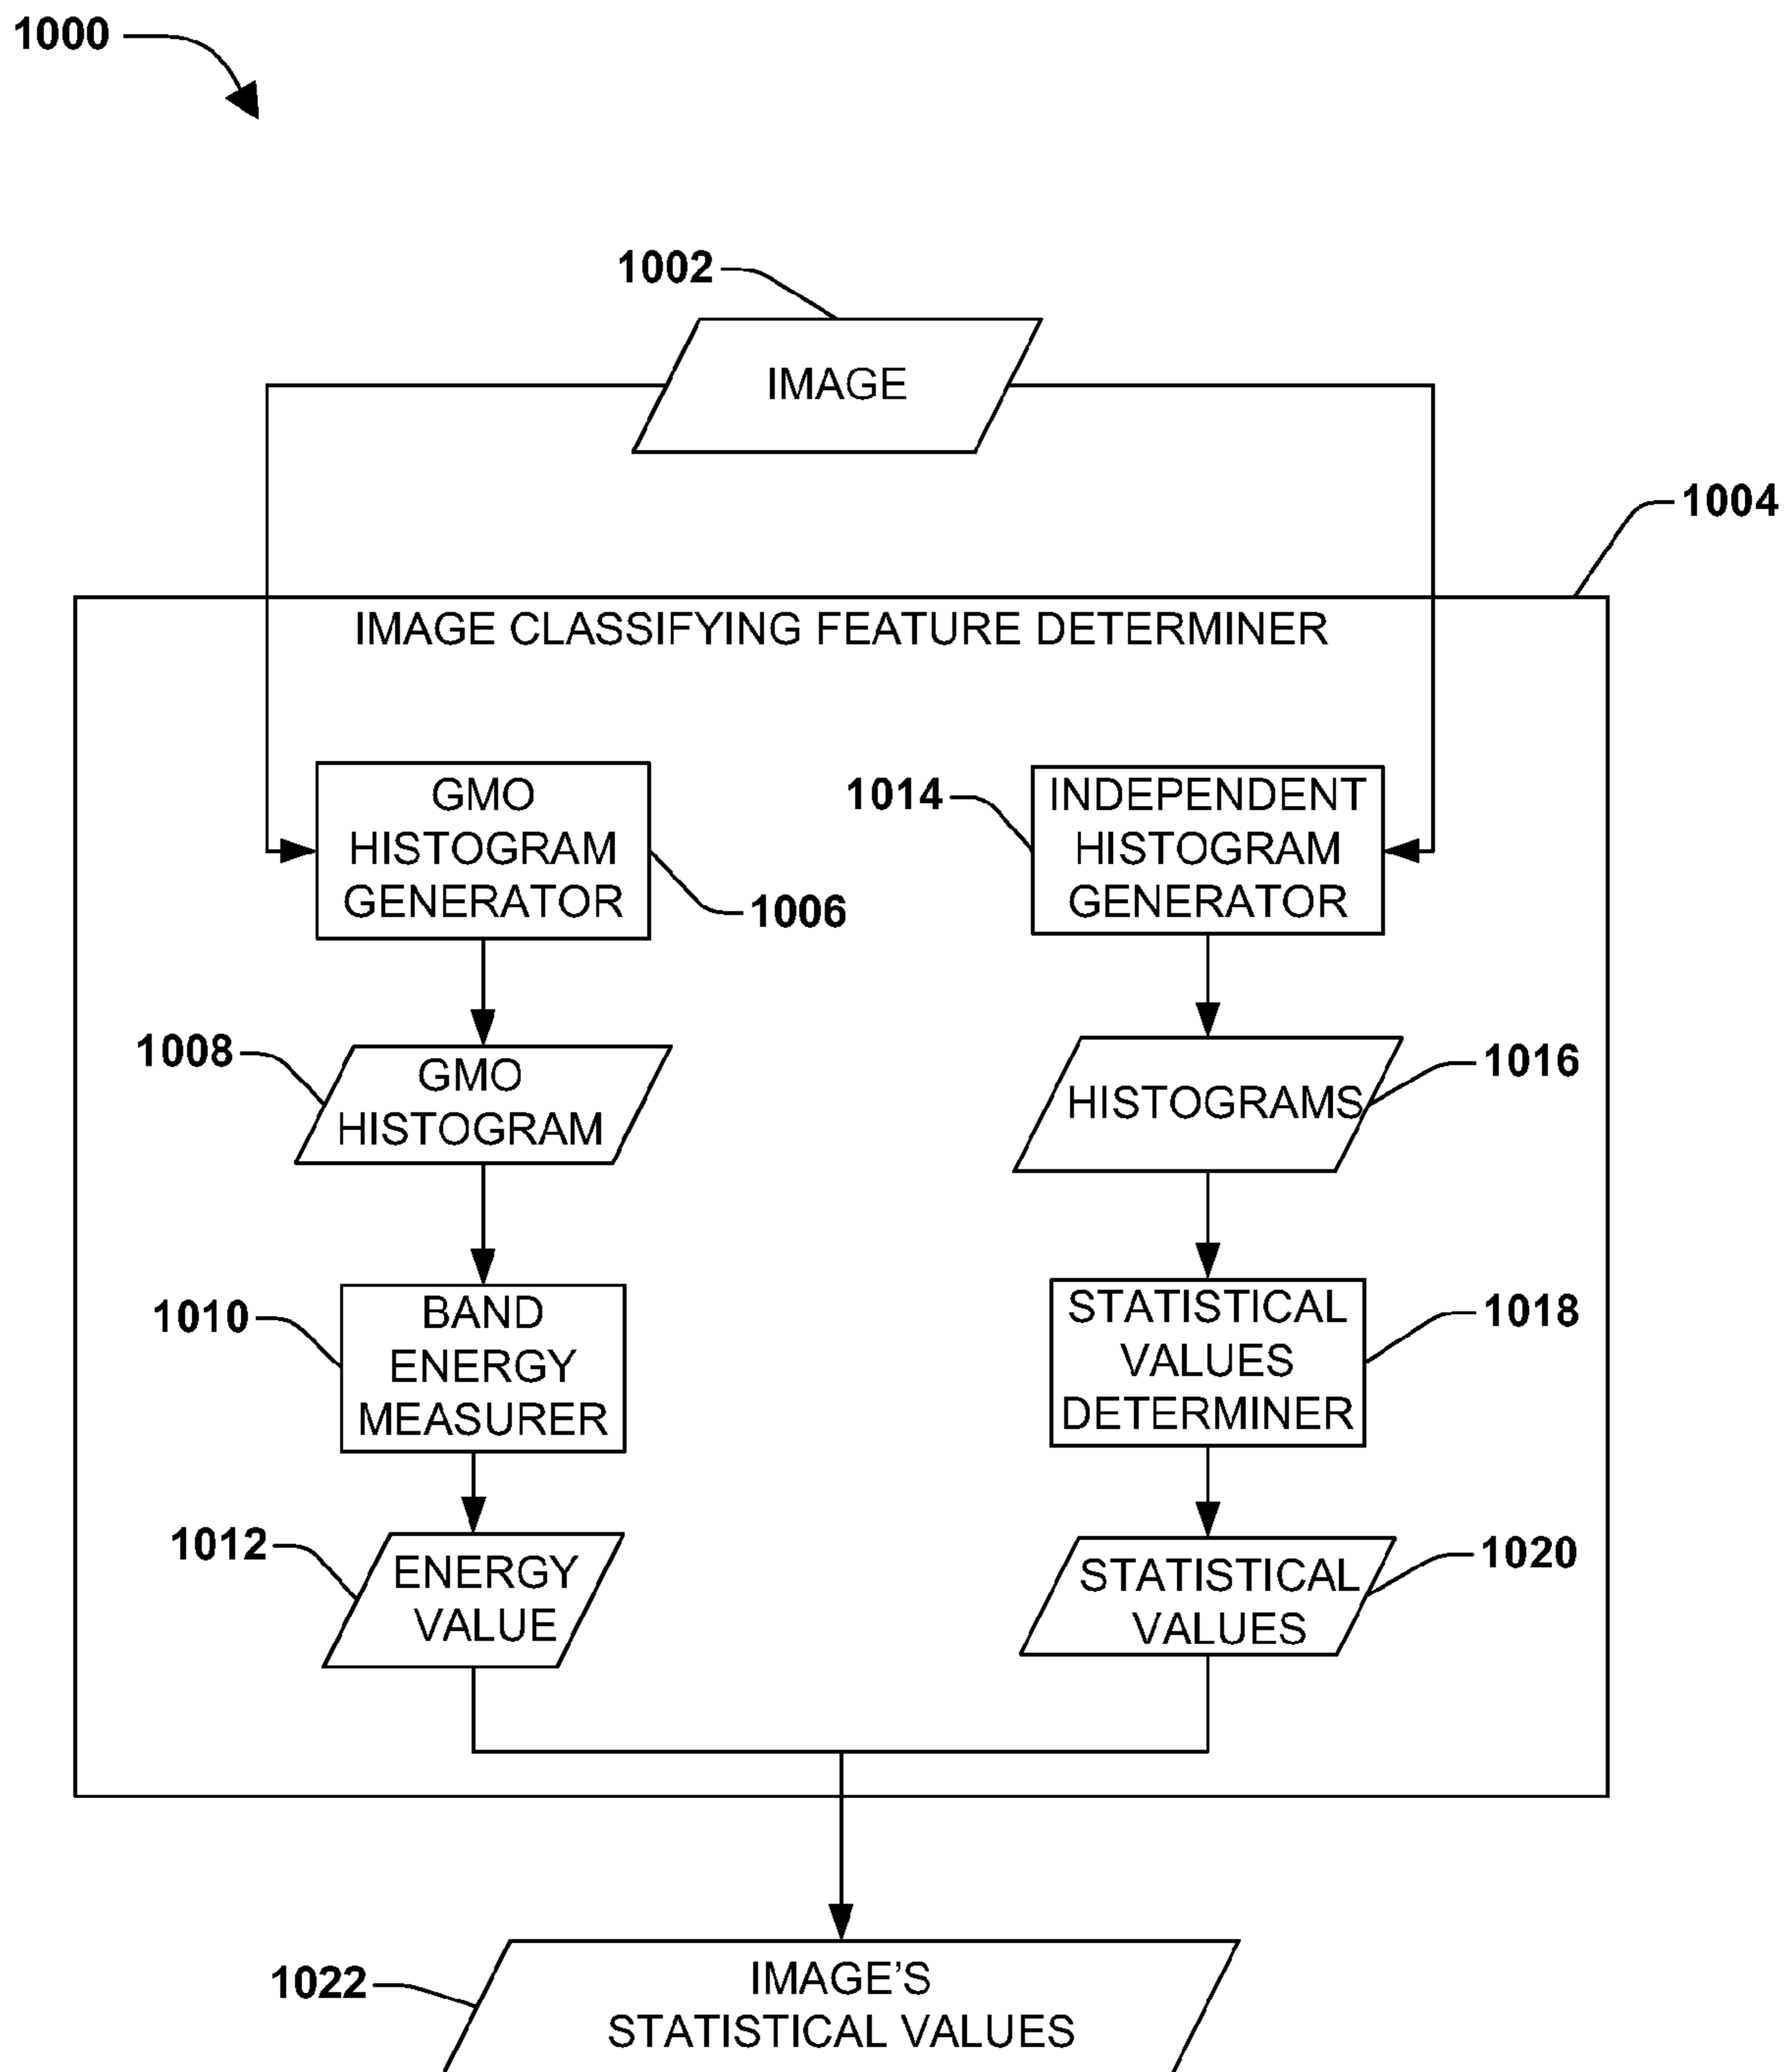 1000
1002
IMAGE
1004
IMAGE CLASSIFYING FEATURE DETERMINER
GMO
HISTOGRAM
GENERATOR
1006
1014
INDEPENDENT
HISTOGRAM
GENERATOR
1008
GMO
HISTOGRAM
1016
HISTOGRAMS
1010
BAND
ENERGY
MEASURER
1018
STATISTICAL
VALUES
DETERMINER
1012
ENERGY
VALUE
1020
STATISTICAL
VALUES
1022
IMAGE’S
STATISTICAL VALUES